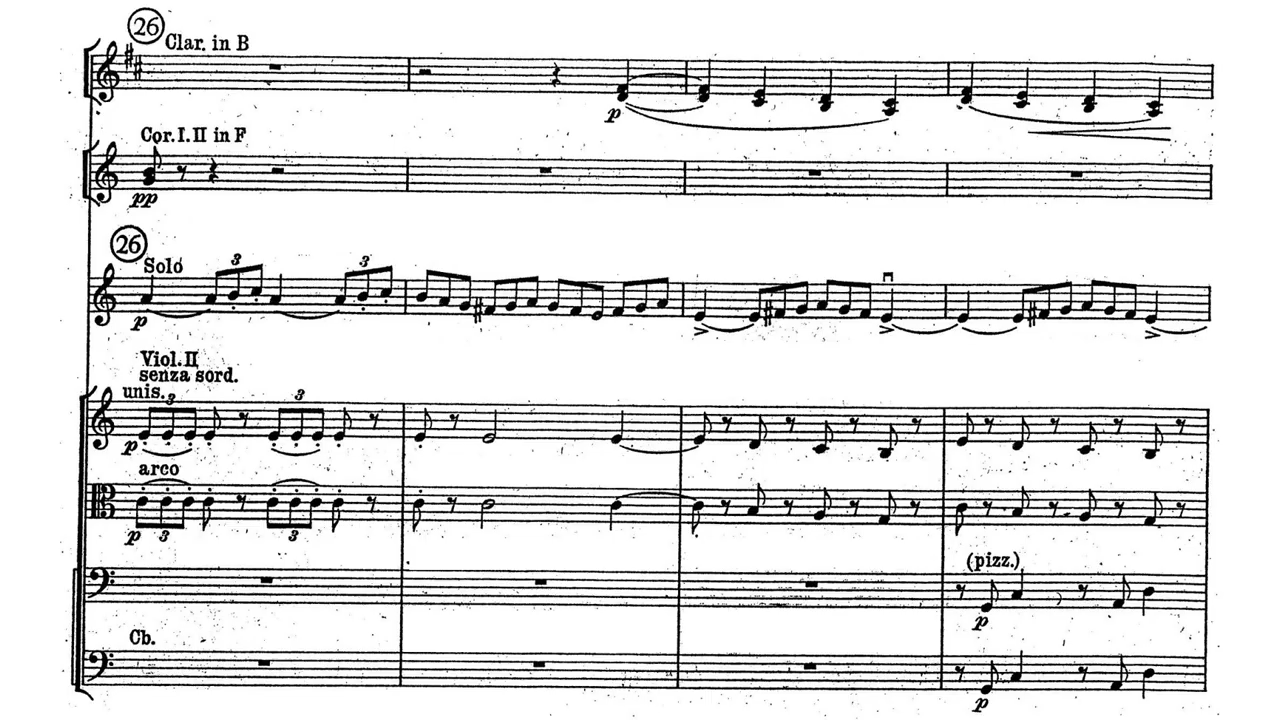 26
Clar. in B
p
Cor. I. II in F
pp
26
Solo
3 3
p
Viol. II
senza sord.
unis.
3 3
p
arco
p 3 3
(pizz.)
p
Cb.
p